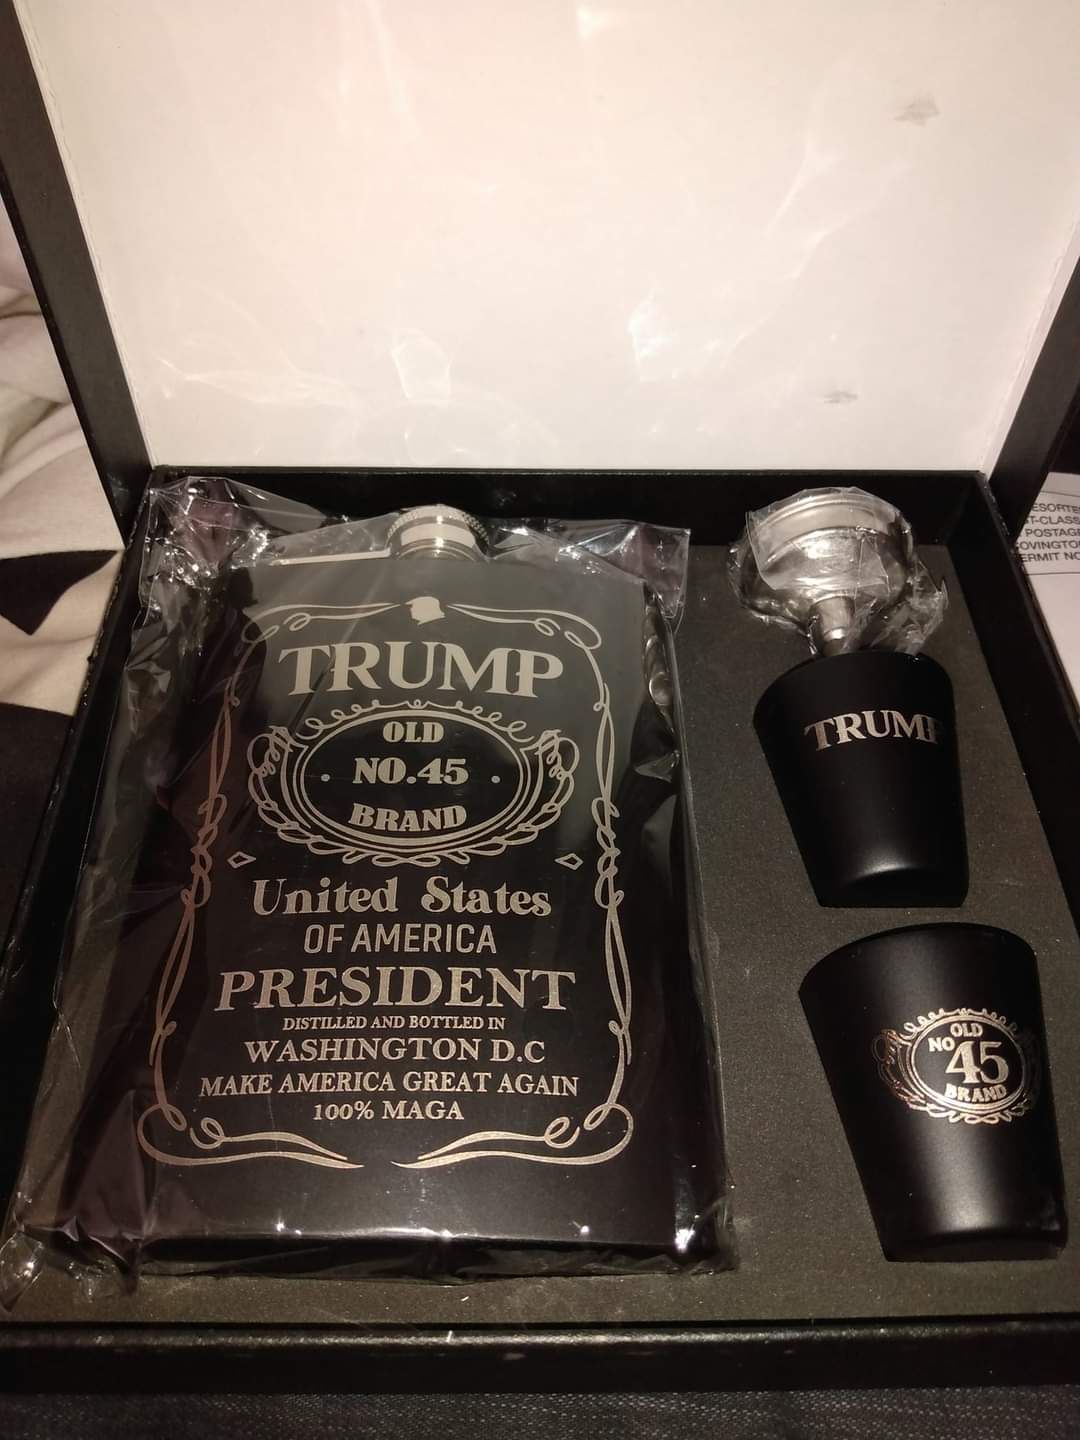 TRUMP
OLD
NO.45
BRAND
United States
OF AMERICA
PRESIDENT
DISTILLED AND BOTTLED IN
WASHINGTON D.C
MAKE AMERICA GREAT AGAIN
100% MAGA
TRUMP
OLD
NO 45
BRAND
POSTAGE